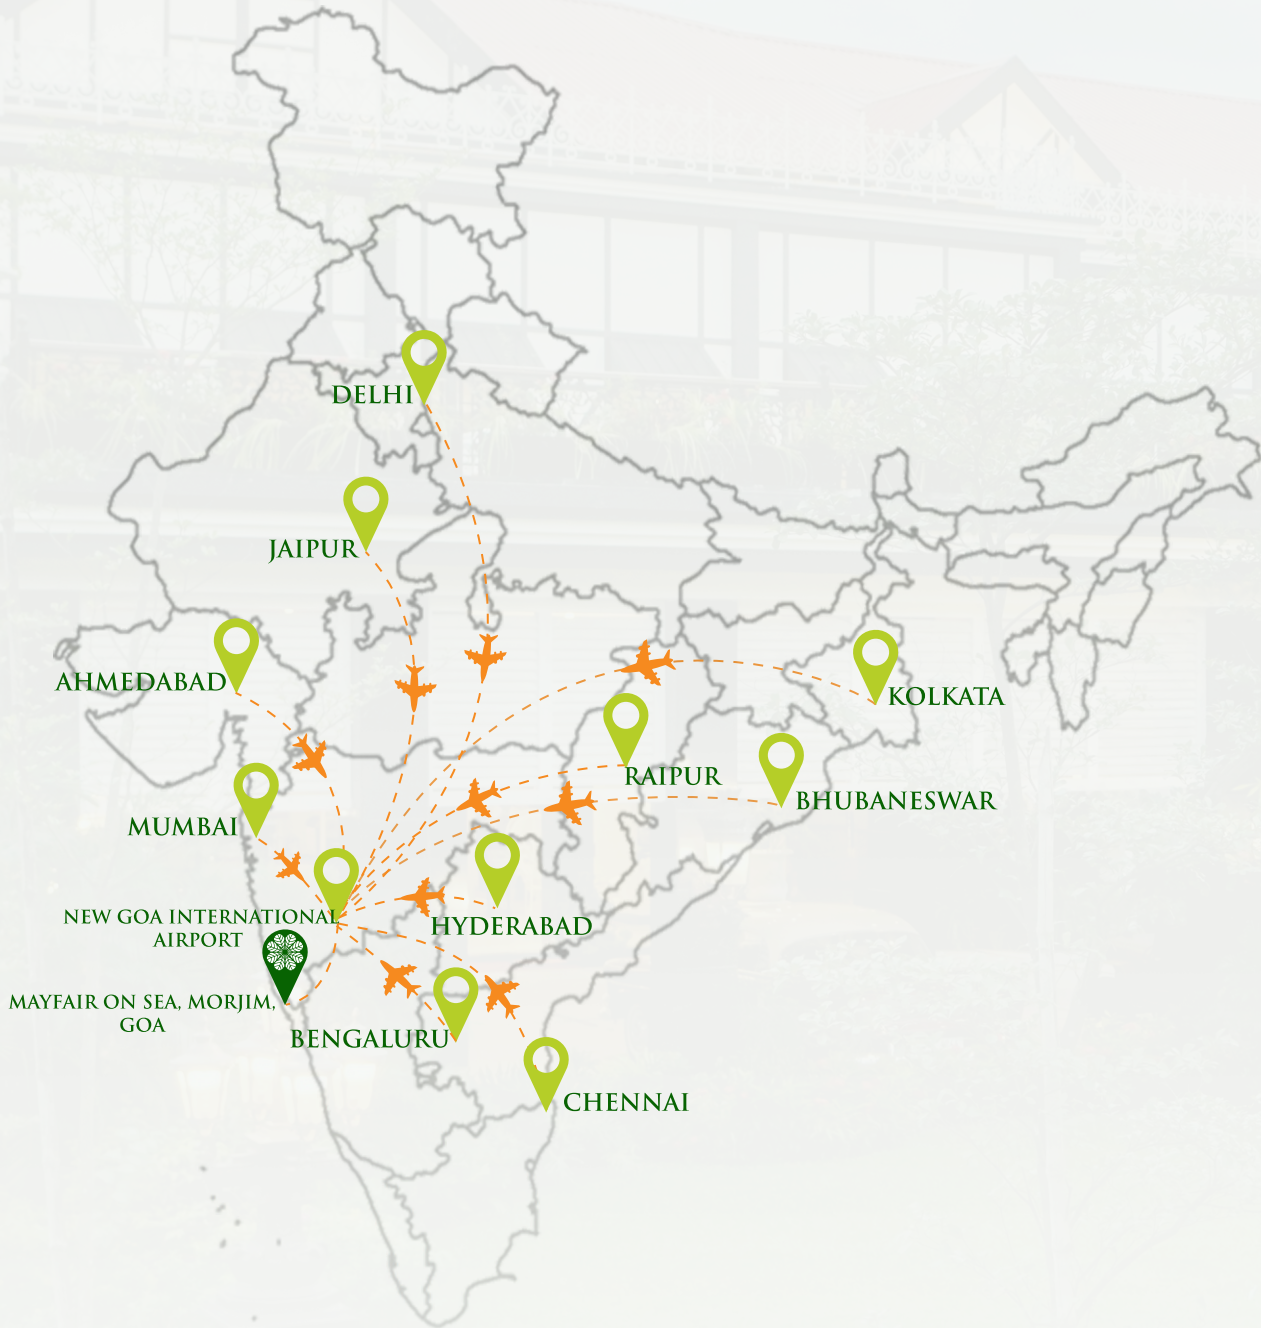 DELHI
JAIPUR
AHMEDABAD
KOLKATA
RAIPUR
BHUBANESWAR
MUMBAI
NEW GOA INTERNATIONAL
AIRPORT
HYDERABAD
MAYFAIR ON SEA, MORJIM,
GOA
BENGALURU
CHENNAI